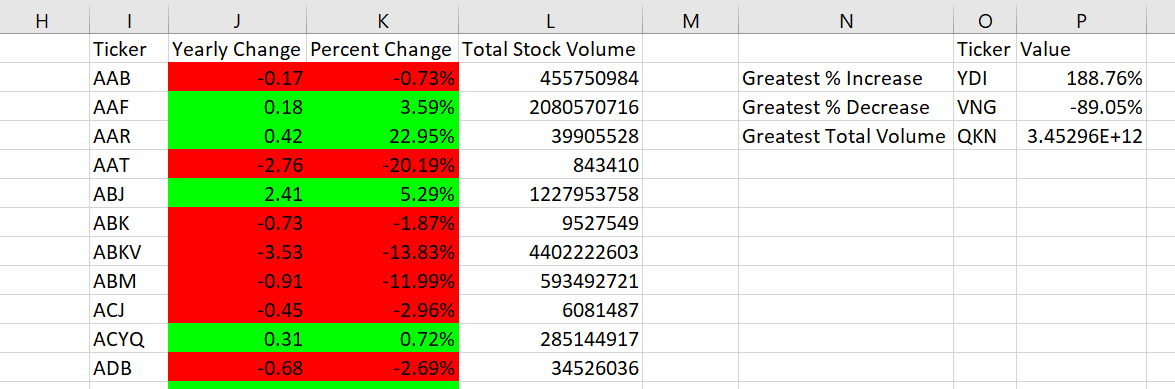 H I J K L M N O P
Ticker Yearly Change Percent Change Total Stock Volume Ticker Value
AAB -0.17 -0.73% 455750984 Greatest % Increase YDI 188.76%
AAF 0.18 3.59% 2080570716 Greatest % Decrease VNG -89.05%
AAR 0.42 22.95% 39905528 Greatest Total Volume QKN 3.45296E+12
AAT -2.76 -20.19% 843410
ABJ 2.41 5.29% 1227953758
ABK -0.73 -1.87% 9527549
ABKV -3.53 -13.83% 4402222603
ABM -0.91 -11.99% 593492721
ACJ -0.45 -2.96% 6081487
ACYQ 0.31 0.72% 285144917
ADB -0.68 -2.69% 34526036